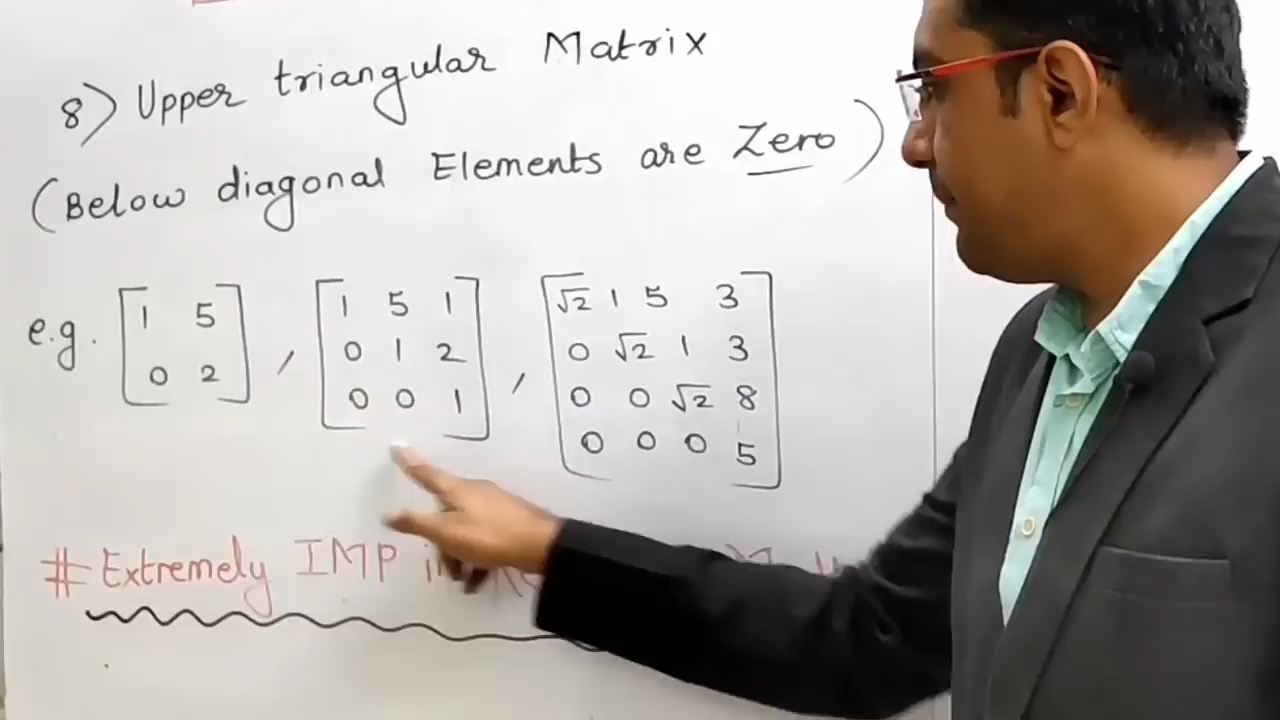 8) Upper triangular Matrix
(Below diagonal Elements are Zero)
e.g. [1 5; 0 2] , [1 5 1; 0 1 2; 0 0 1] , [√2 1 5 3; 0 √2 1 3; 0 0 √2 8; 0 0 0 5]
# Extremely IMP